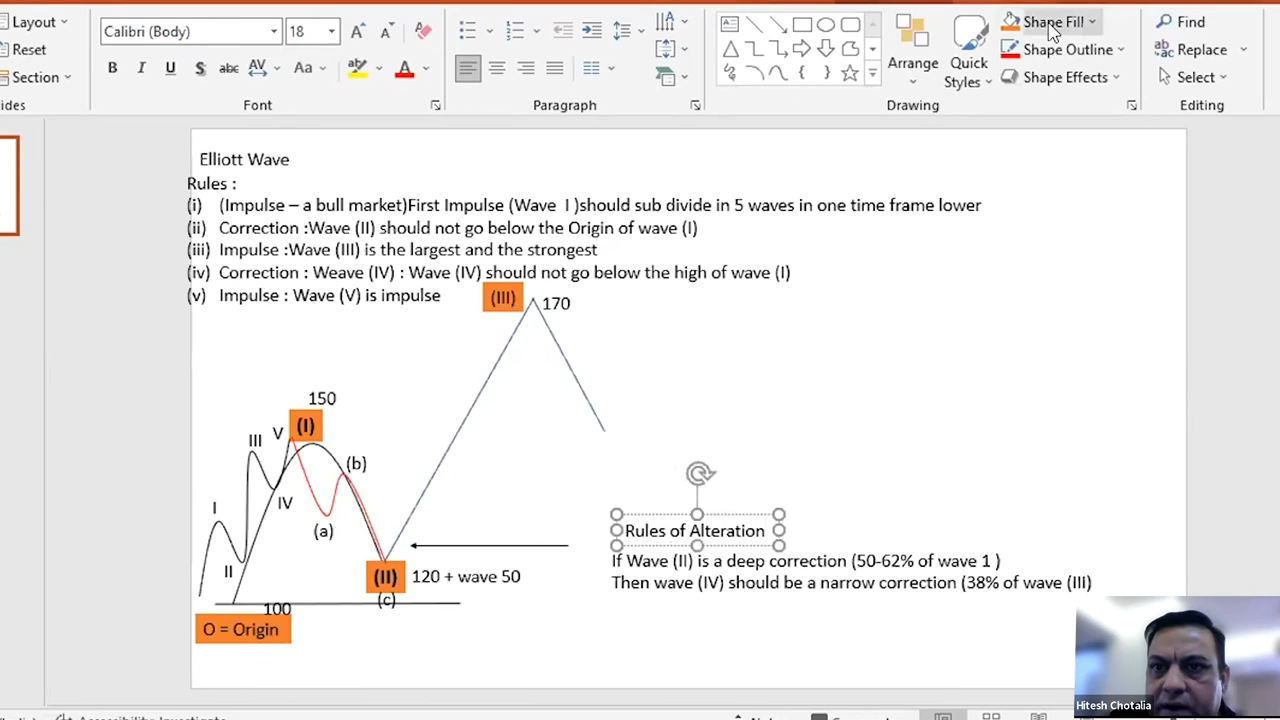 Layout
Calibri (Body)
18
A
A
Shape Fill
Find
Reset
Shape Outline
Replace
Section
B I U S abc AV Aa A
Arrange
Quick
Styles
Shape Effects
Select
Font
Paragraph
Drawing
Editing
Elliott Wave
Rules :
(i) (Impulse – a bull market)First Impulse (Wave I )should sub divide in 5 waves in one time frame lower
(ii) Correction :Wave (II) should not go below the Origin of wave (I)
(iii) Impulse :Wave (III) is the largest and the strongest
(iv) Correction : Weave (IV) : Wave (IV) should not go below the high of wave (I)
(v) Impulse : Wave (V) is impulse
(III)
170
150
(I)
V
III
(b)
IV
I
(a)
II
Rules of Alteration
If Wave (II) is a deep correction (50-62% of wave 1 )
Then wave (IV) should be a narrow correction (38% of wave (III)
(II)
120 + wave 50
(c)
100
O = Origin
Hitesh Chotalia